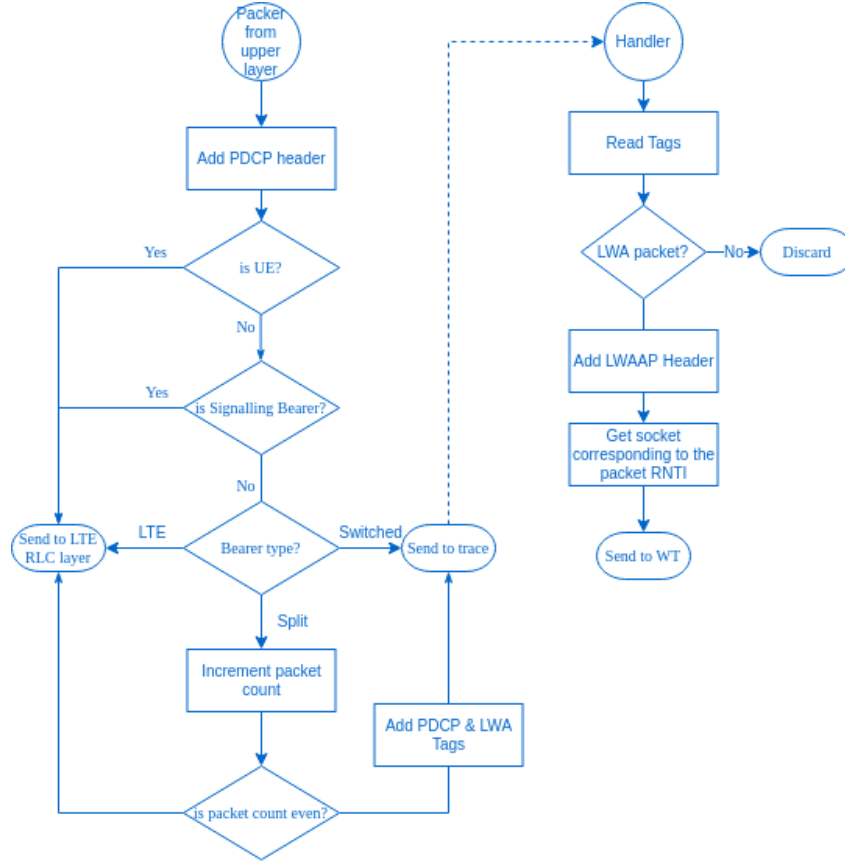 Packer
from
upper
layer
Add PDCP header
is UE?
Yes
No
is Signalling Bearer?
Yes
No
Bearer type?
LTE
Switched
Send to LTE
RLC layer
Send to trace
Split
Increment packet
count
Add PDCP & LWA
Tags
is packet count even?
Handler
Read Tags
LWA packet?
No
Discard
Add LWAAP Header
Get socket
corresponding to the
packet RNTI
Send to WT